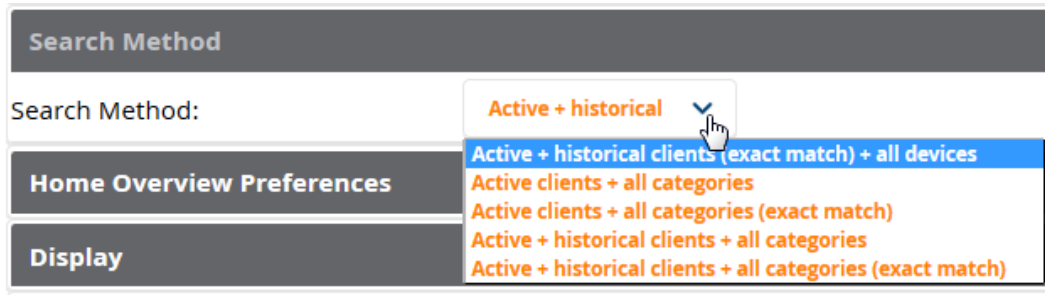 Search Method
Search Method:
Active + historical
Active + historical clients (exact match) + all devices
Active clients + all categories
Home Overview Preferences
Active clients + all categories (exact match)
Active + historical clients + all categories
Display
Active + historical clients + all categories (exact match)